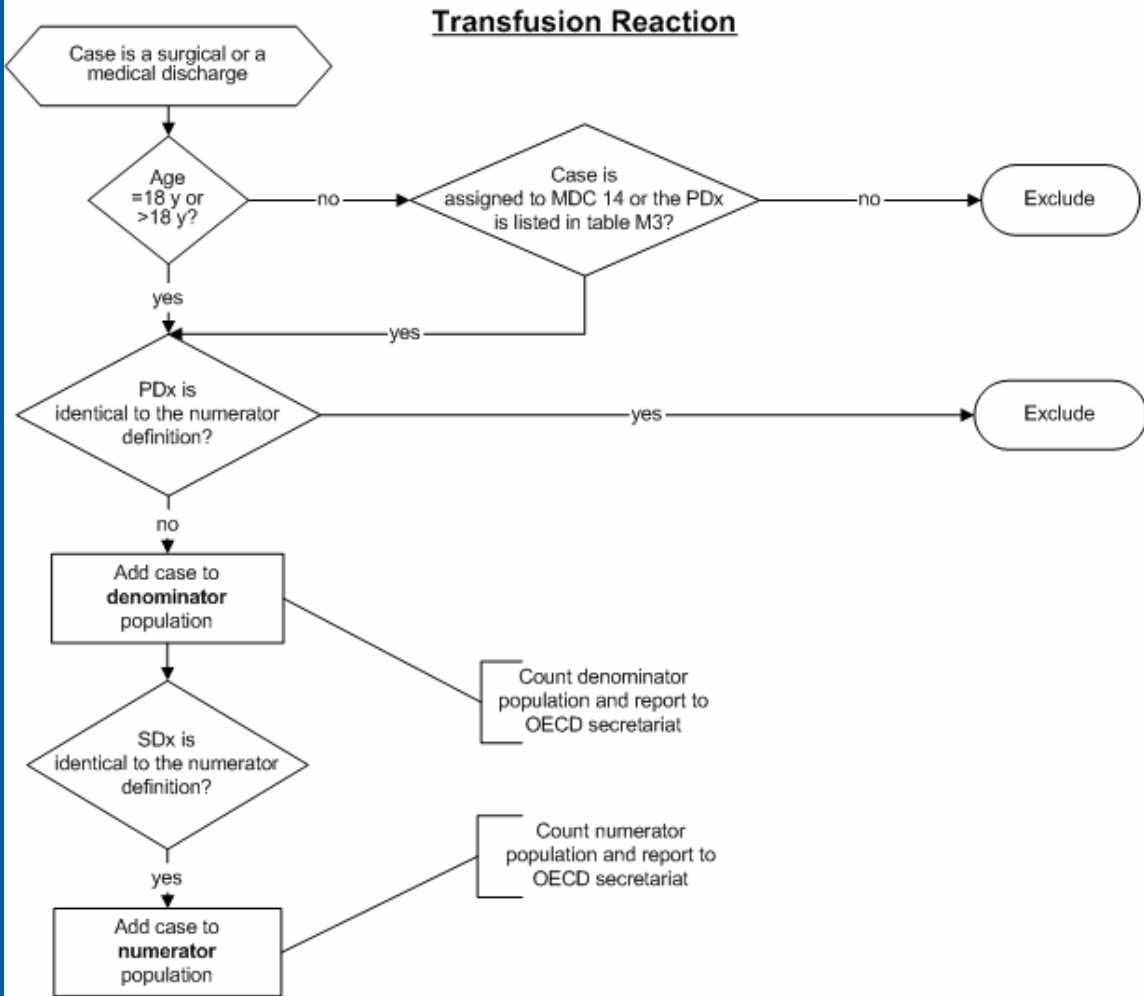 Transfusion Reaction
Case is a surgical or a
medical discharge
Age
=18 y or
>18 y?
no
Case is
assigned to MDC 14 or the PDx
is listed in table M3?
no
Exclude
yes
yes
PDx is
identical to the numerator
definition?
yes
Exclude
no
Add case to
denominator
population
Count denominator
population and report to
OECD secretariat
SDx is
identical to the numerator
definition?
Count numerator
population and report to
OECD secretariat
yes
Add case to
numerator
population